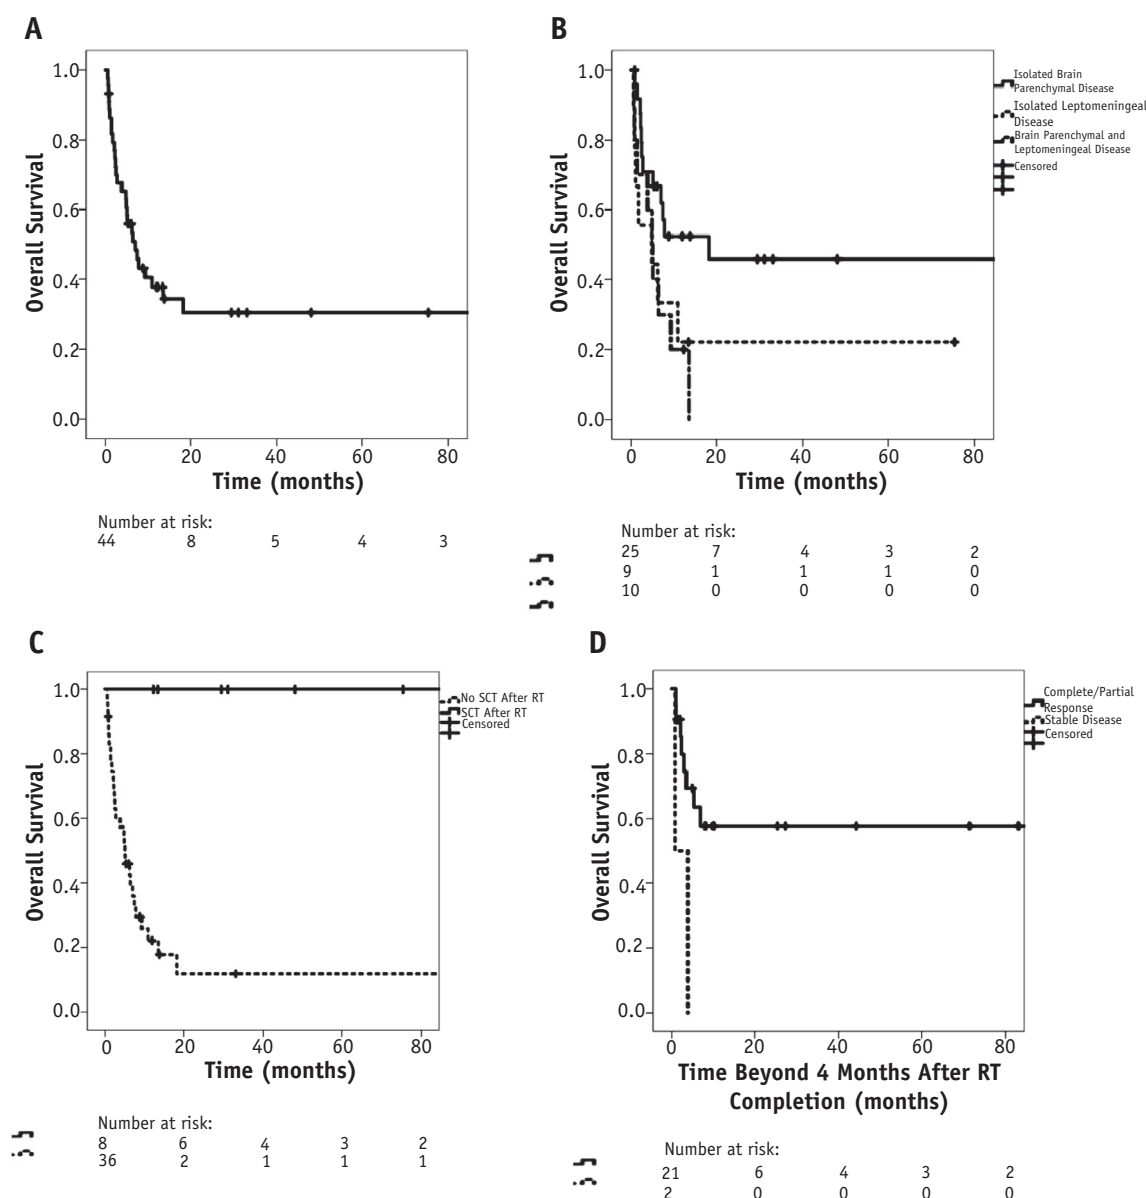 A
Overall Survival
1.0
0.8
0.6
0.4
0.2
0.0
0 20 40 60 80
Time (months)
Number at risk:
44 8 5 4 3
B
Overall Survival
1.0
0.8
0.6
0.4
0.2
0.0
0 20 40 60 80
Time (months)
Isolated Brain
Parenchymal Disease
Isolated Leptomeningeal
Disease
Brain Parenchymal and
Leptomeningeal Disease
Censored
Number at risk:
25 7 4 3 2
9 1 1 1 0
10 0 0 0 0
C
Overall Survival
1.0
0.8
0.6
0.4
0.2
0.0
0 20 40 60 80
Time (months)
No SCT After RT
SCT After RT
Censored
Number at risk:
8 6 4 3 2
36 2 1 1 1
D
Overall Survival
1.0
0.8
0.6
0.4
0.2
0.0
0 20 40 60 80
Time Beyond 4 Months After RT
Completion (months)
Complete/Partial
Response
Stable Disease
Censored
Number at risk:
21 6 4 3 2
2 0 0 0 0